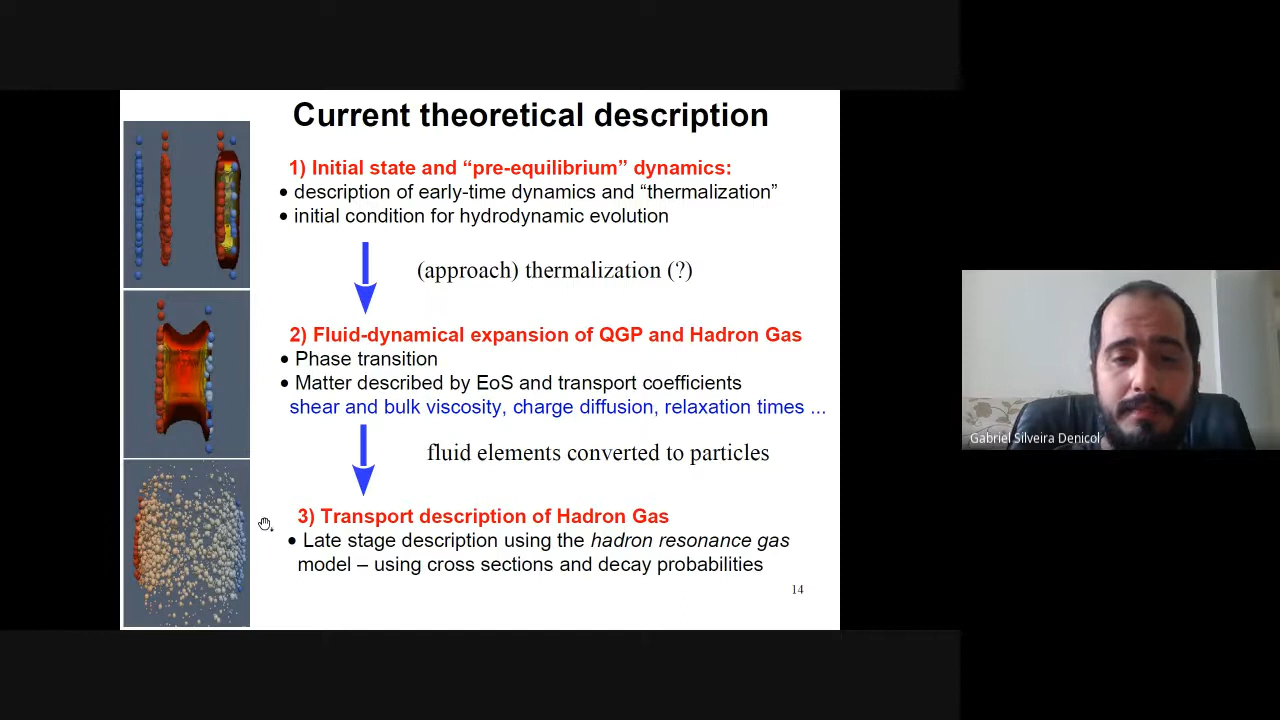 Current theoretical description
1) Initial state and “pre-equilibrium” dynamics:
• description of early-time dynamics and “thermalization”
• initial condition for hydrodynamic evolution
(approach) thermalization (?)
2) Fluid-dynamical expansion of QGP and Hadron Gas
• Phase transition
• Matter described by EoS and transport coefficients
shear and bulk viscosity, charge diffusion, relaxation times ...
fluid elements converted to particles
3) Transport description of Hadron Gas
• Late stage description using the hadron resonance gas
model – using cross sections and decay probabilities
14
Gabriel Silveira Denicol